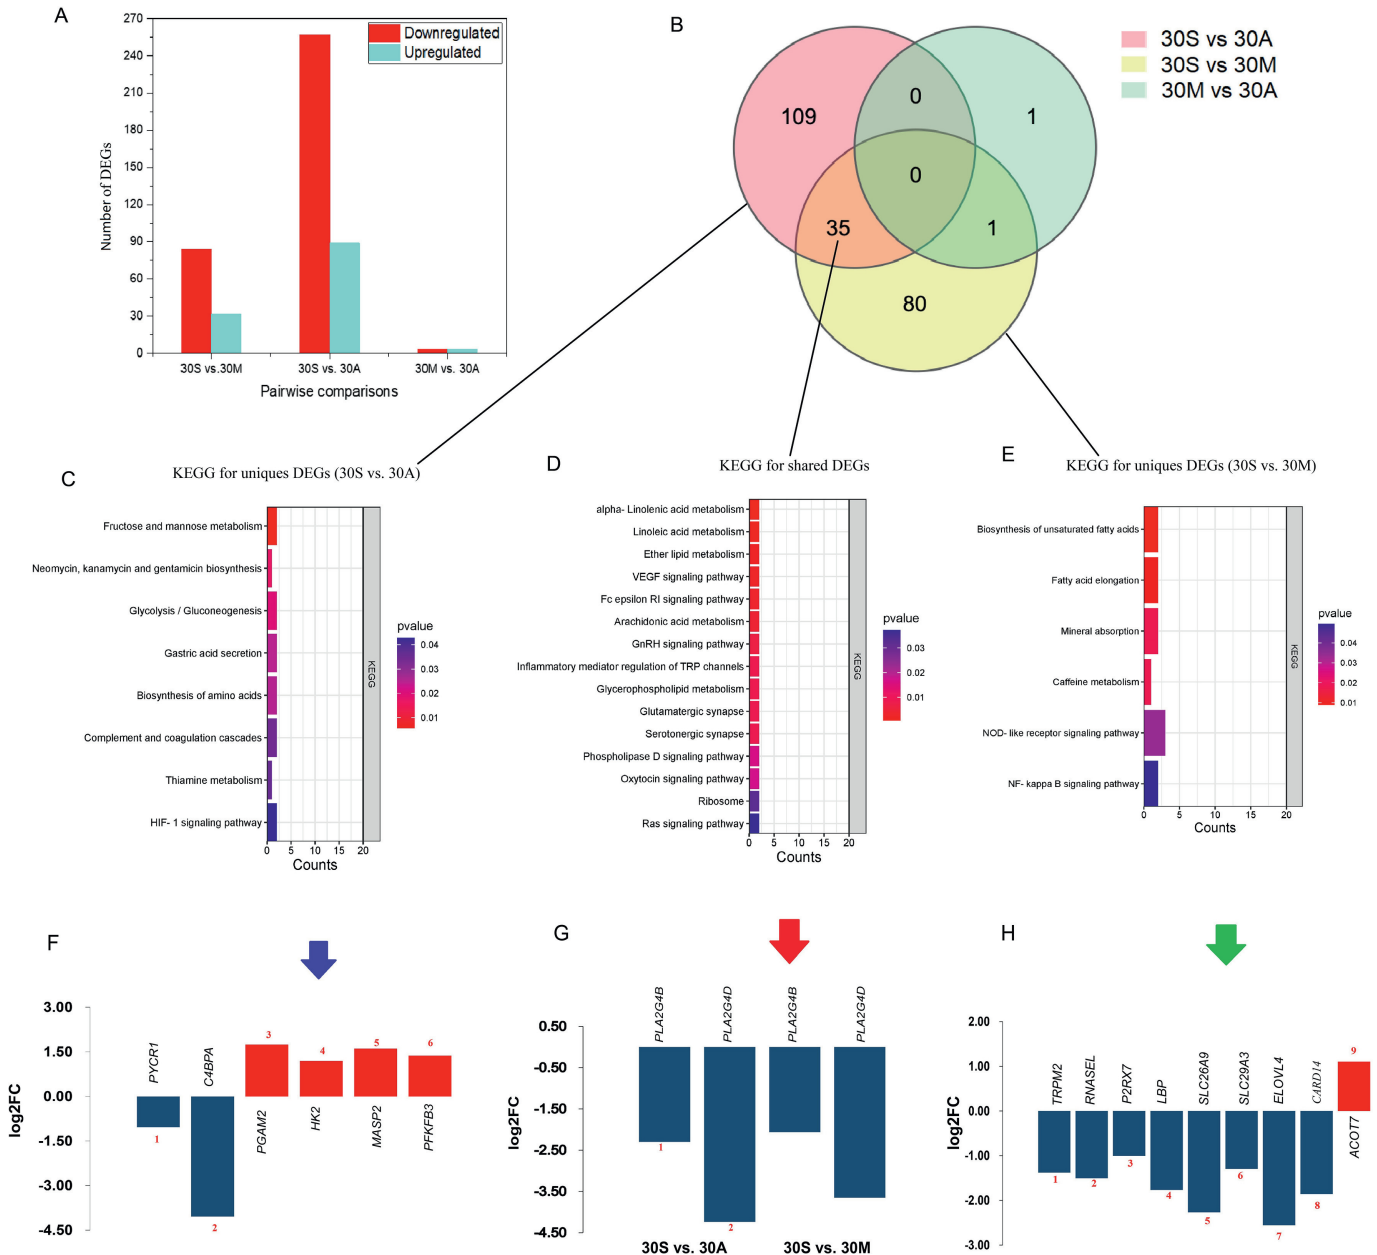 A
270
240
210
180
150
120
90
60
30
0
Number of DEGs
Downregulated
Upregulated
30S vs.30M
30S vs. 30A
30M vs. 30A
Pairwise comparisons
B
109
0
1
0
35
1
80
30S vs 30A
30S vs 30M
30M vs 30A
C
KEGG for uniques DEGs (30S vs. 30A)
Fructose and mannose metabolism
Neomycin, kanamycin and gentamicin biosynthesis
Glycolysis / Gluconeogenesis
Gastric acid secretion
Biosynthesis of amino acids
Complement and coagulation cascades
Thiamine metabolism
HIF- 1 signaling pathway
0 5 10 15 20
Counts
KEGG
pvalue
0.04
0.03
0.02
0.01
D
KEGG for shared DEGs
alpha- Linolenic acid metabolism
Linoleic acid metabolism
Ether lipid metabolism
VEGF signaling pathway
Fc epsilon RI signaling pathway
Arachidonic acid metabolism
GnRH signaling pathway
Inflammatory mediator regulation of TRP channels
Glycerophospholipid metabolism
Glutamatergic synapse
Serotonergic synapse
Phospholipase D signaling pathway
Oxytocin signaling pathway
Ribosome
Ras signaling pathway
0 5 10 15 20
Counts
KEGG
pvalue
0.03
0.02
0.01
E
KEGG for uniques DEGs (30S vs. 30M)
Biosynthesis of unsaturated fatty acids
Fatty acid elongation
Mineral absorption
Caffeine metabolism
NOD- like receptor signaling pathway
NF- kappa B signaling pathway
0 5 10 15 20
Counts
KEGG
pvalue
0.04
0.03
0.02
0.01
F
3.00
1.50
0.00
-1.50
-3.00
-4.50
log2FC
PYCR1
C4BPA
PGAM2
HK2
MASP2
PFKFB3
1
2
3
4
5
6
G
0.50
-0.50
-1.50
-2.50
-3.50
-4.50
log2FC
PLA2G4B
PLA2G4D
PLA2G4B
PLA2G4D
1
2
30S vs. 30A
30S vs. 30M
H
2.00
1.00
0.00
-1.00
-2.00
-3.00
log2FC
TRPM2
RNASEL
P2RX7
LBP
SLC26A9
SLC29A3
ELOVL4
CARD14
ACOT7
1
2
3
4
5
6
7
8
9